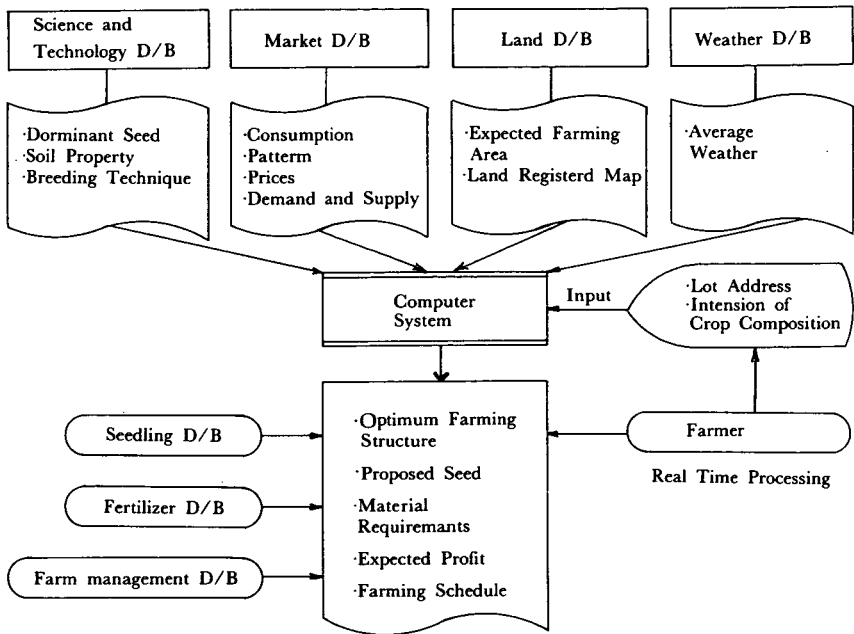 Science and
Technology D/B
Market D/B
Land D/B
Weather D/B
·Dorminant Seed
·Soil Property
·Breeding Technique
·Consumption
·Patterm
·Prices
·Demand and Supply
·Expected Farming
Area
·Land Registerd Map
·Average
Weather
Computer
System
Input
·Lot Address
·Intension of
Crop Composition
Seedling D/B
Fertilizer D/B
Farm management D/B
·Optimum Farming
Structure
·Proposed Seed
·Material
Requiremants
·Expected Profit
·Farming Schedule
Farmer
Real Time Processing